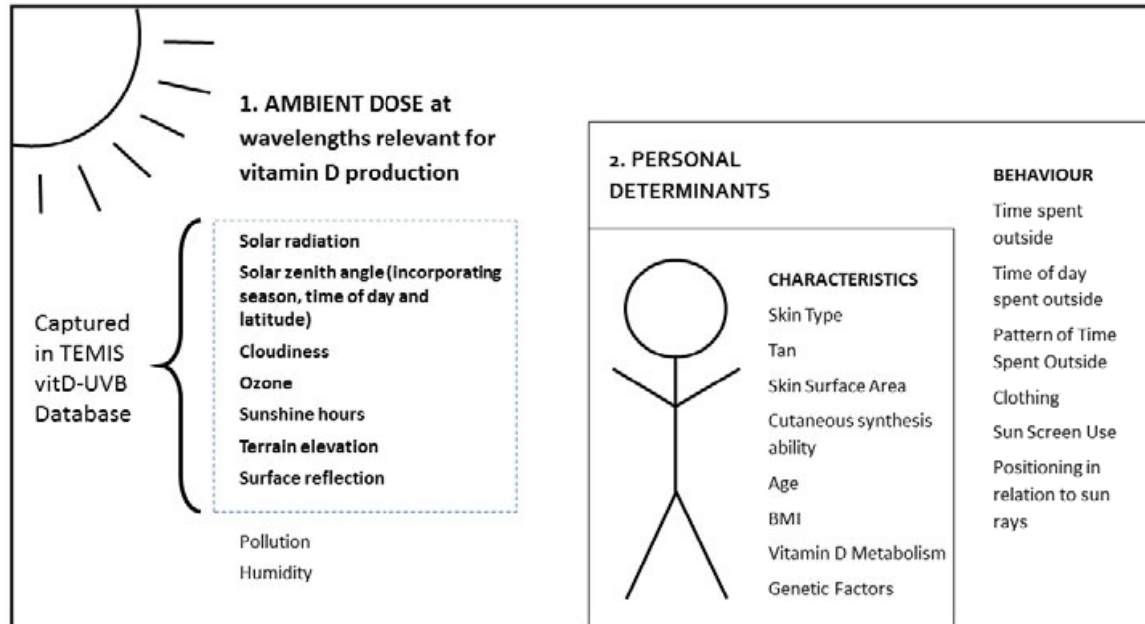 1. AMBIENT DOSE at
wavelengths relevant for
vitamin D production
Captured
in TEMIS
vitD-UVB
Database
Solar radiation
Solar zenith angle (incorporating
season, time of day and
latitude)
Cloudiness
Ozone
Sunshine hours
Terrain elevation
Surface reflection
Pollution
Humidity
2. PERSONAL
DETERMINANTS
CHARACTERISTICS
Skin Type
Tan
Skin Surface Area
Cutaneous synthesis
ability
Age
BMI
Vitamin D Metabolism
Genetic Factors
BEHAVIOUR
Time spent
outside
Time of day
spent outside
Pattern of Time
Spent Outside
Clothing
Sun Screen Use
Positioning in
relation to sun
rays